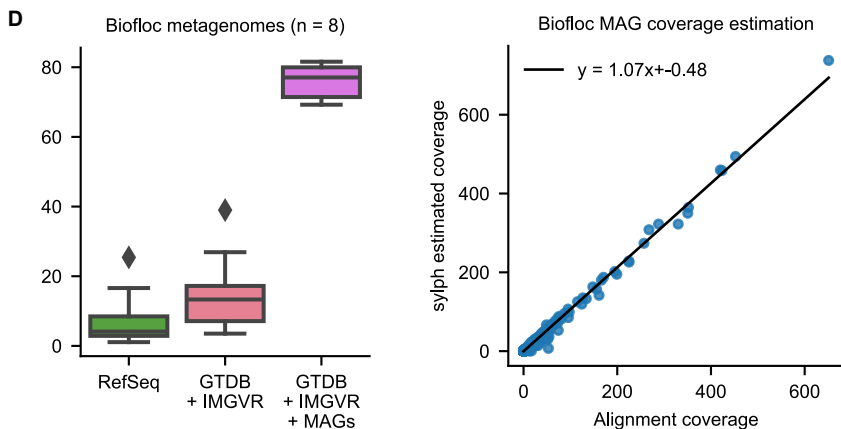 D
Biofloc metagenomes (n = 8)
80
60
40
20
0
RefSeq
GTDB
+ IMGVR
GTDB
+ IMGVR
+ MAGs
Biofloc MAG coverage estimation
y = 1.07x+-0.48
sylph estimated coverage
600
400
200
0
0
200
400
600
Alignment coverage